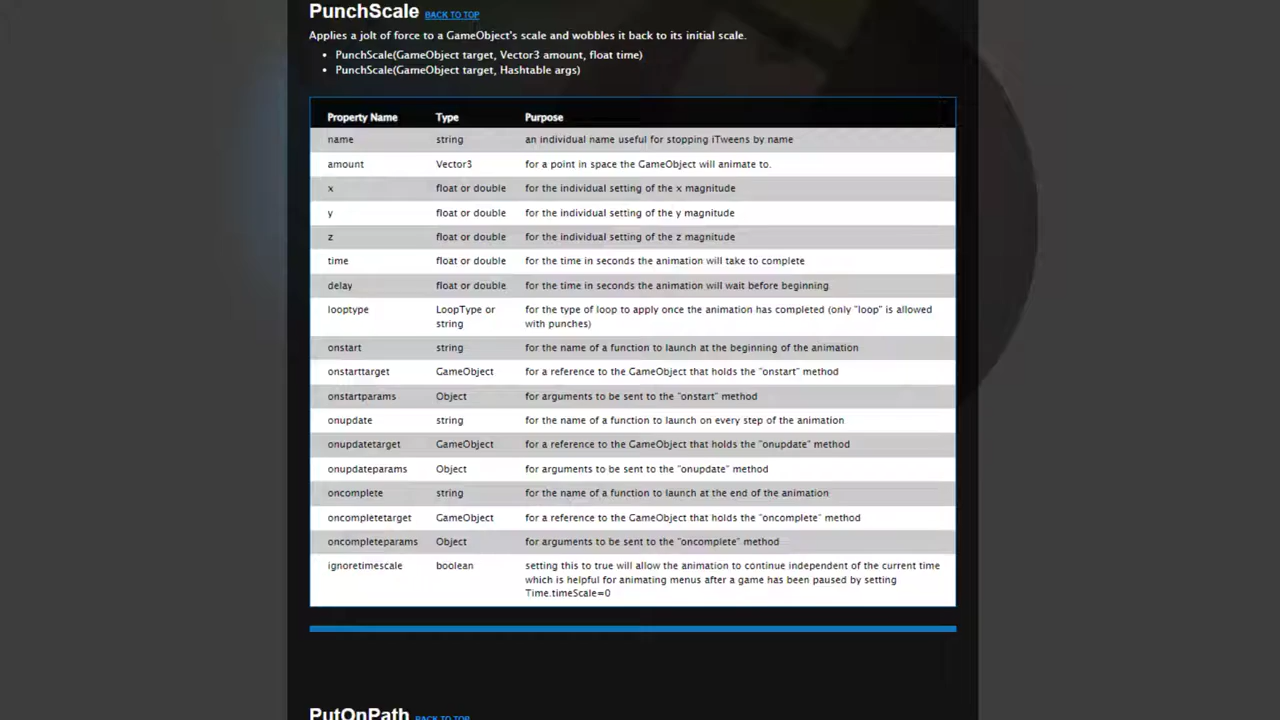 PunchScale BACK TO TOP
Applies a jolt of force to a GameObject's scale and wobbles it back to its initial scale.
• PunchScale(GameObject target, Vector3 amount, float time)
• PunchScale(GameObject target, Hashtable args)
Property Name Type Purpose
name string an individual name useful for stopping iTweens by name
amount Vector3 for a point in space the GameObject will animate to.
x float or double for the individual setting of the x magnitude
y float or double for the individual setting of the y magnitude
z float or double for the individual setting of the z magnitude
time float or double for the time in seconds the animation will take to complete
delay float or double for the time in seconds the animation will wait before beginning
looptype LoopType or for the type of loop to apply once the animation has completed (only "loop" is allowed
string with punches)
onstart string for the name of a function to launch at the beginning of the animation
onstarttarget GameObject for a reference to the GameObject that holds the "onstart" method
onstartparams Object for arguments to be sent to the "onstart" method
onupdate string for the name of a function to launch on every step of the animation
onupdatetarget GameObject for a reference to the GameObject that holds the "onupdate" method
onupdateparams Object for arguments to be sent to the "onupdate" method
oncomplete string for the name of a function to launch at the end of the animation
oncompletetarget GameObject for a reference to the GameObject that holds the "oncomplete" method
oncompleteparams Object for arguments to be sent to the "oncomplete" method
ignoretimescale boolean setting this to true will allow the animation to continue independent of the current time
which is helpful for animating menus after a game has been paused by setting
Time.timeScale=0
PutOnPath BACK TO TOP